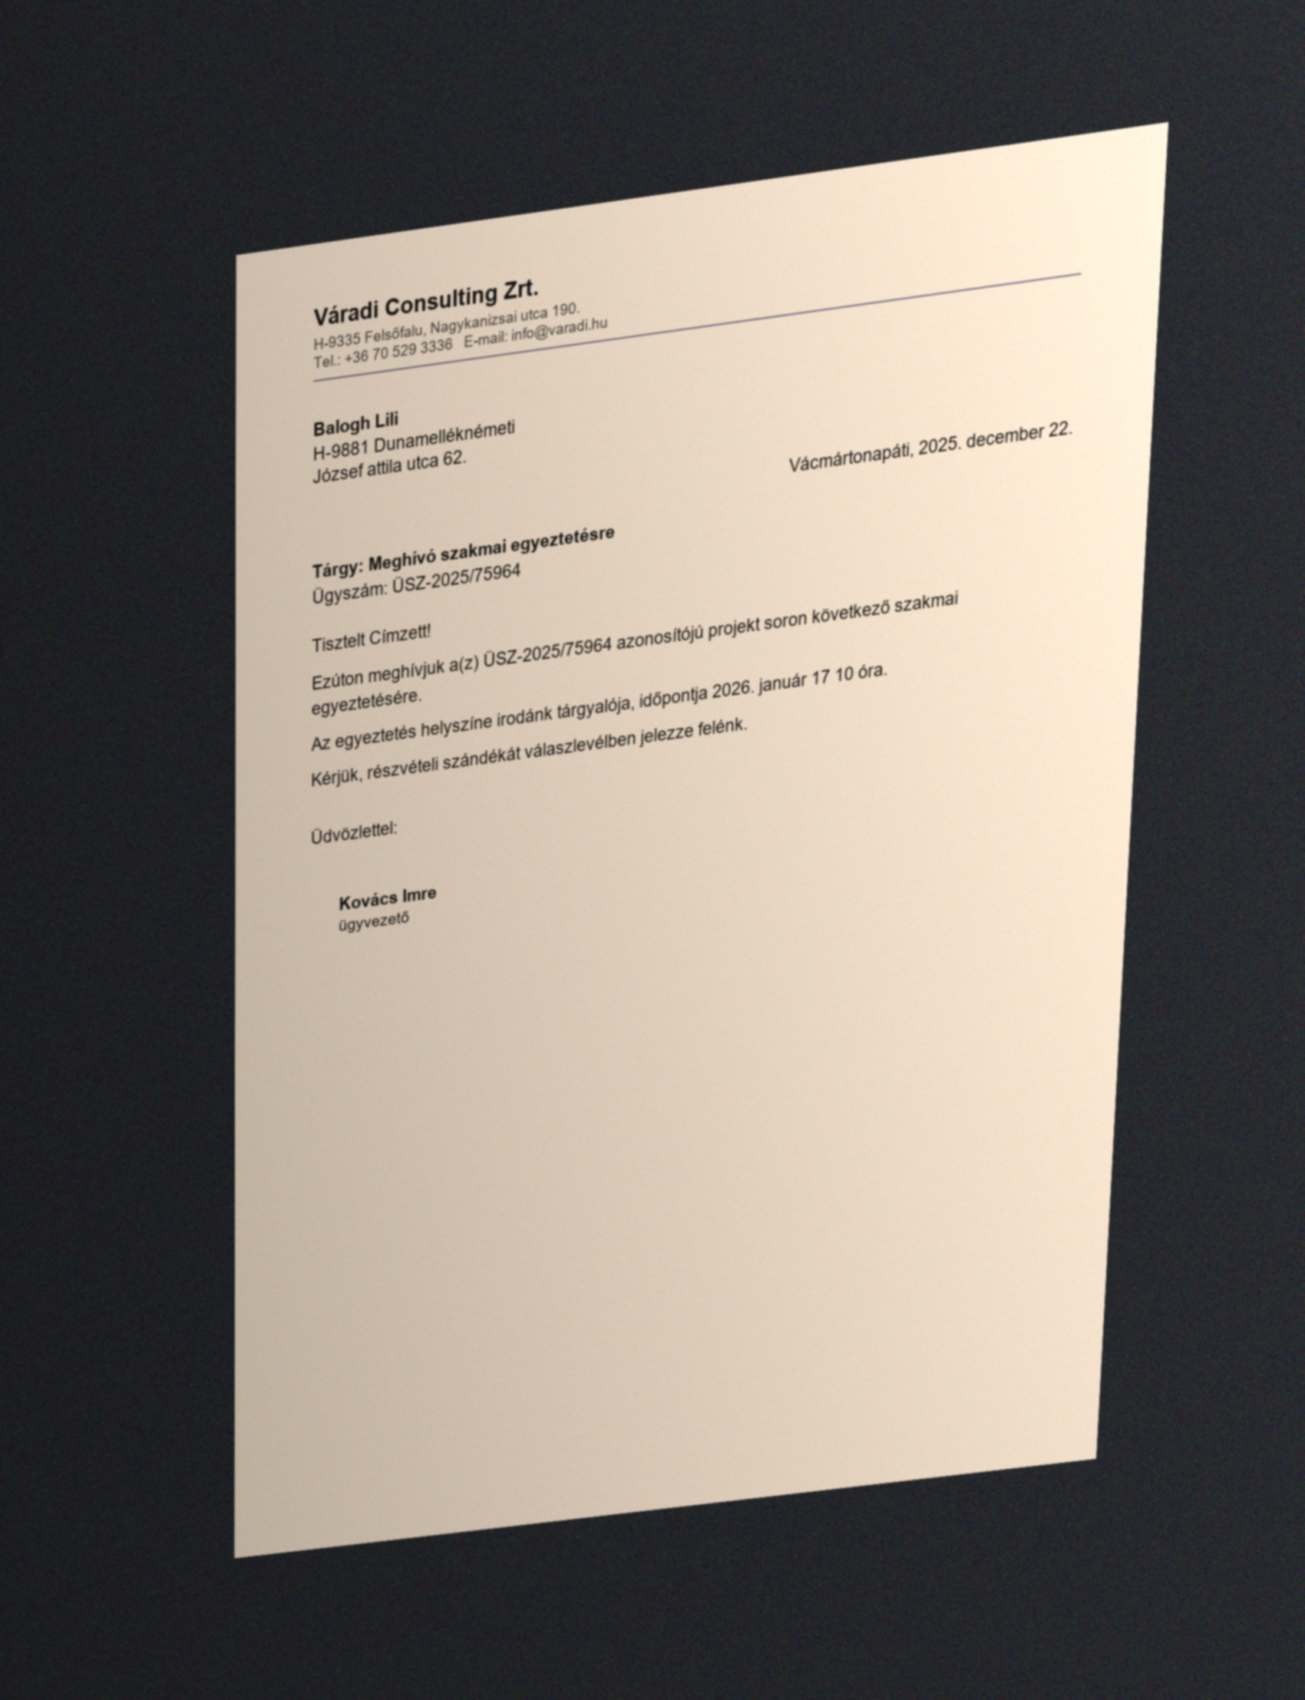 Váradi Consulting Zrt.
H-9335 Felsőfalu, Nagykanizsai utca 190.
Tel.: +36 70 529 3336 E-mail: info@varadi.hu
Balogh Lili
H-9881 Dunamelléknémeti
József attila utca 62.
Vácmártonapáti, 2025. december 22.
Tárgy: Meghívó szakmai egyeztetésre
Ügyszám: ÜSZ-2025/75964
Tisztelt Címzett!
Ezúton meghívjuk a(z) ÜSZ-2025/75964 azonosítójú projekt soron következő szakmai
egyeztetésére.
Az egyeztetés helyszíne irodánk tárgyalója, időpontja 2026. január 17 10 óra.
Kérjük, részvételi szándékát válaszlevélben jelezze felénk.
Üdvözlettel:
Kovács Imre
ügyvezető